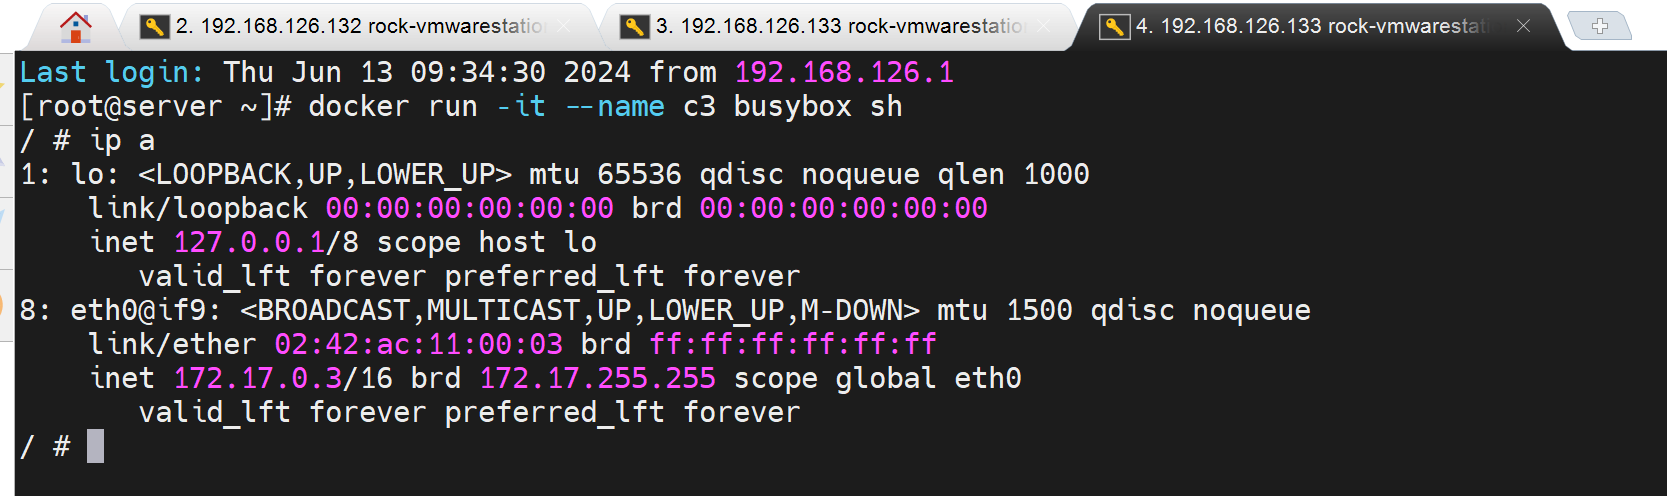 2. 192.168.126.132 rock-vmwarestation
3. 192.168.126.133 rock-vmwarestation
4. 192.168.126.133 rock-vmwarestati
Last login: Thu Jun 13 09:34:30 2024 from 192.168.126.1
[root@server ~]# docker run -it --name c3 busybox sh
/ # ip a
1: lo: <LOOPBACK,UP,LOWER_UP> mtu 65536 qdisc noqueue qlen 1000
    link/loopback 00:00:00:00:00:00 brd 00:00:00:00:00:00
    inet 127.0.0.1/8 scope host lo
       valid_lft forever preferred_lft forever
8: eth0@if9: <BROADCAST,MULTICAST,UP,LOWER_UP,M-DOWN> mtu 1500 qdisc noqueue
    link/ether 02:42:ac:11:00:03 brd ff:ff:ff:ff:ff:ff
    inet 172.17.0.3/16 brd 172.17.255.255 scope global eth0
       valid_lft forever preferred_lft forever
/ #